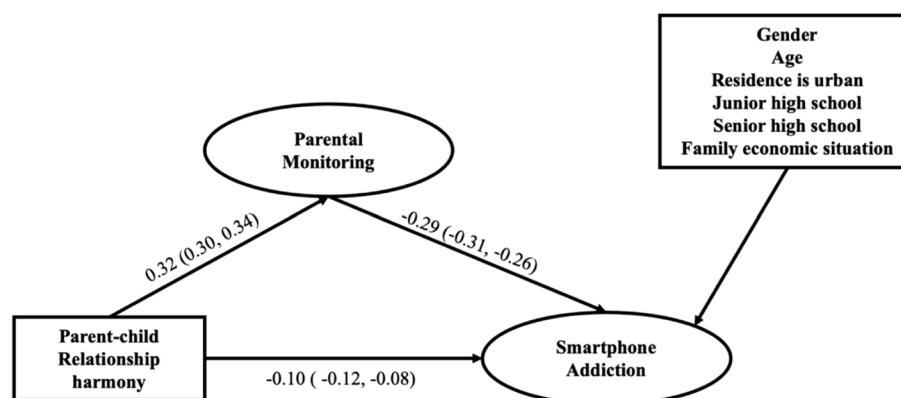 Gender
Age
Residence is urban
Junior high school
Senior high school
Family economic situation
Parental
Monitoring
0.32 (0.30, 0.34)
-0.29 (-0.31, -0.26)
Parent-child
Relationship
harmony
-0.10 ( -0.12, -0.08)
Smartphone
Addiction